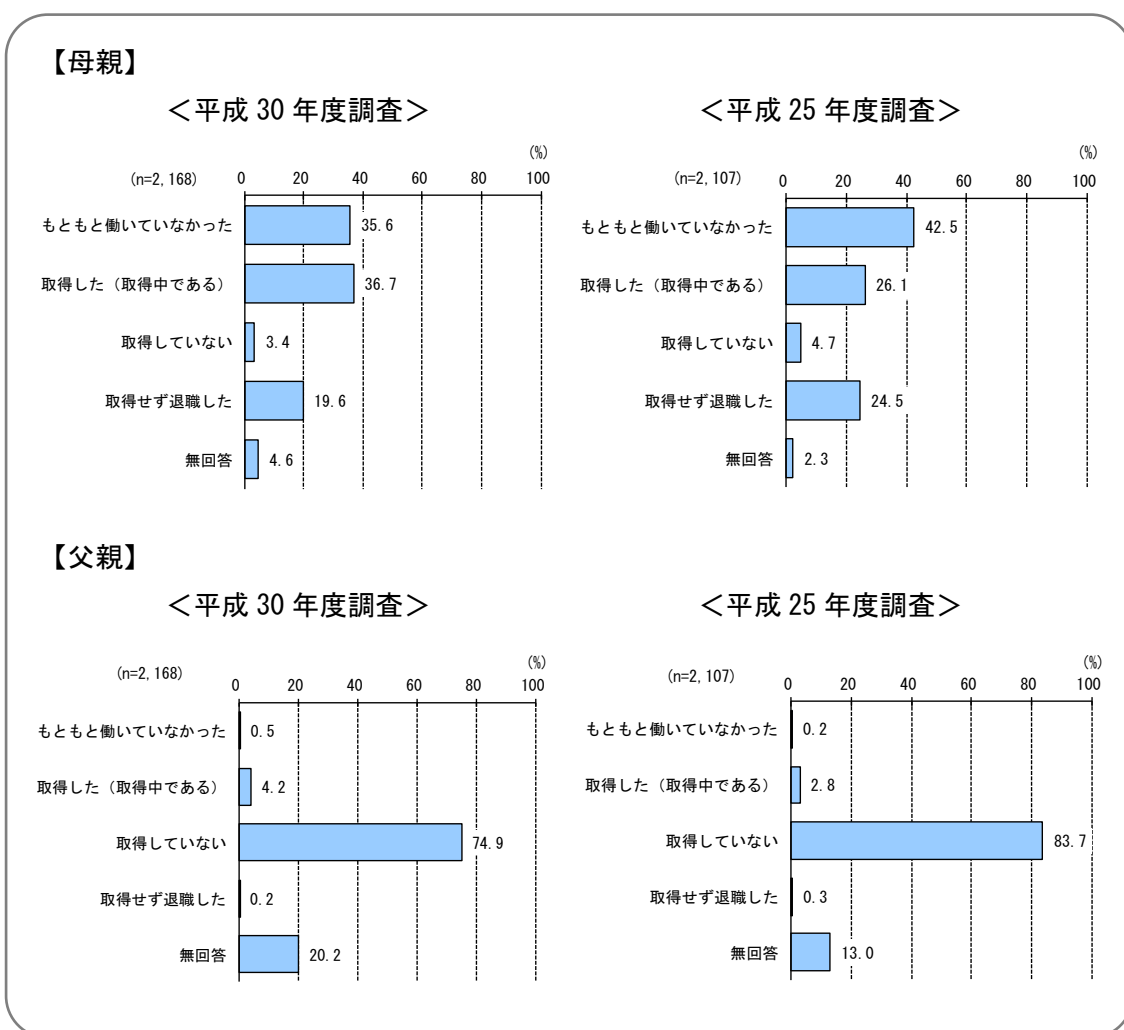 【母親】
＜平成 30 年度調査＞
(%)
(n=2,168)
0 20 40 60 80 100
もともと働いていなかった 35.6
取得した（取得中である） 36.7
取得していない 3.4
取得せず退職した 19.6
無回答 4.6
＜平成 25 年度調査＞
(%)
(n=2,107)
0 20 40 60 80 100
もともと働いていなかった 42.5
取得した（取得中である） 26.1
取得していない 4.7
取得せず退職した 24.5
無回答 2.3
【父親】
＜平成 30 年度調査＞
(%)
(n=2,168)
0 20 40 60 80 100
もともと働いていなかった 0.5
取得した（取得中である） 4.2
取得していない 74.9
取得せず退職した 0.2
無回答 20.2
＜平成 25 年度調査＞
(%)
(n=2,107)
0 20 40 60 80 100
もともと働いていなかった 0.2
取得した（取得中である） 2.8
取得していない 83.7
取得せず退職した 0.3
無回答 13.0